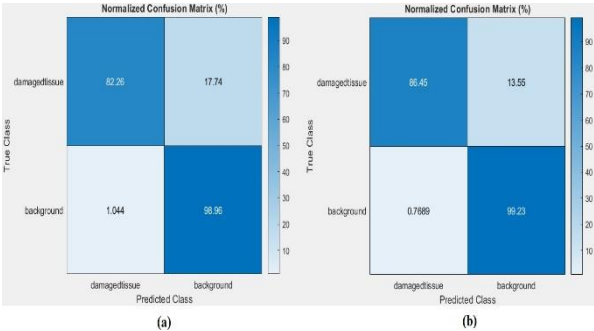 Normalized Confusion Matrix (%)
damagedtissue
82.26
17.74
background
1.044
98.96
damagedtissue
background
Predicted Class
True Class
90
80
70
60
50
40
30
20
10
(a)
Normalized Confusion Matrix (%)
damagedtissue
86.45
13.55
background
0.7689
99.23
damagedtissue
background
Predicted Class
True Class
90
80
70
60
50
40
30
20
10
(b)